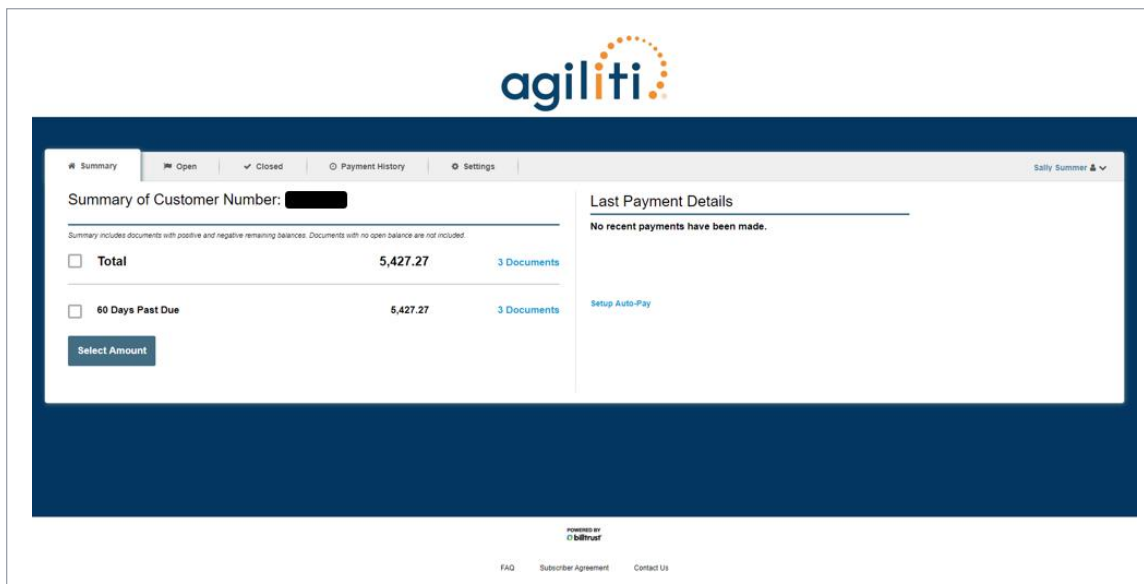 agiliti
Summary
Open
Closed
Payment History
Settings
Sally Summer
Summary of Customer Number:
Summary includes documents with positive and negative remaining balances. Documents with no open balance are not included.
Total 5,427.27 3 Documents
60 Days Past Due 5,427.27 3 Documents
Select Amount
Last Payment Details
No recent payments have been made.
Setup Auto-Pay
POWERED BY
billtrust
FAQ Subscriber Agreement Contact Us